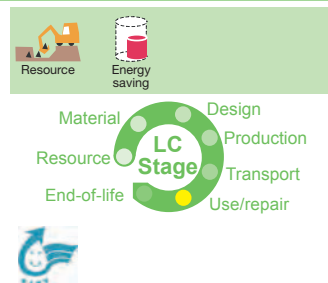 Resource
Energy
saving
Material
Design
Production
LC
Stage
Resource
Transport
End-of-life
Use/repair